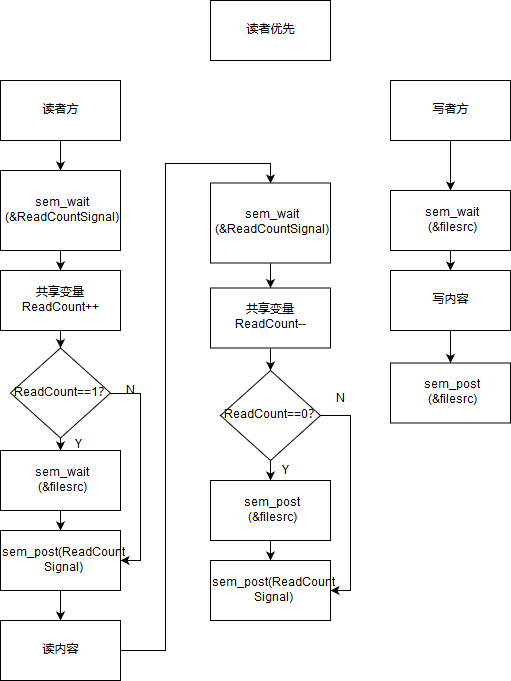 读者优先
读者方
sem_wait
(&ReadCountSignal)
共享变量
ReadCount++
ReadCount==1?
N
Y
sem_wait
(&filesrc)
sem_post(ReadCount
Signal)
读内容
sem_wait
(&ReadCountSignal)
共享变量
ReadCount--
ReadCount==0?
N
Y
sem_post
(&filesrc)
sem_post(ReadCount
Signal)
写者方
sem_wait
(&filesrc)
写内容
sem_post
(&filesrc)